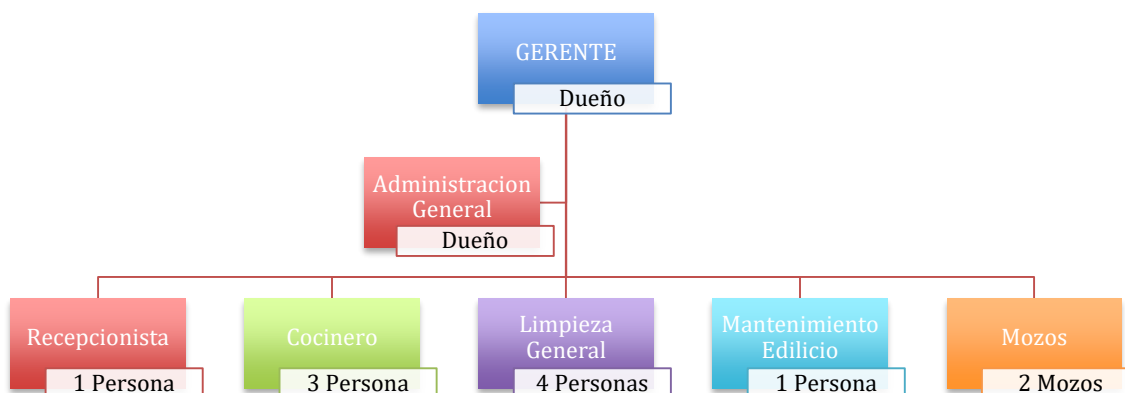 GERENTE
Dueño
Administracion
General
Dueño
Recepcionista
1 Persona
Cocinero
3 Persona
Limpieza
General
4 Personas
Mantenimiento
Edilicio
1 Persona
Mozos
2 Mozos